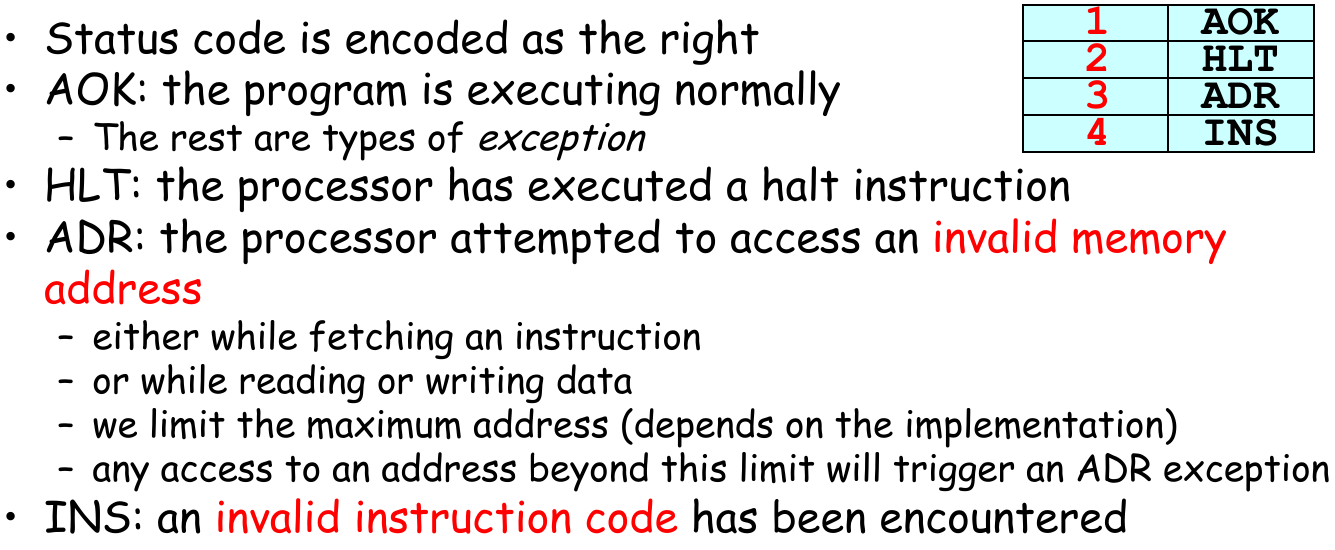 • Status code is encoded as the right
• AOK: the program is executing normally
– The rest are types of exception
• HLT: the processor has executed a halt instruction
• ADR: the processor attempted to access an invalid memory
address
– either while fetching an instruction
– or while reading or writing data
– we limit the maximum address (depends on the implementation)
– any access to an address beyond this limit will trigger an ADR exception
• INS: an invalid instruction code has been encountered
1 AOK
2 HLT
3 ADR
4 INS